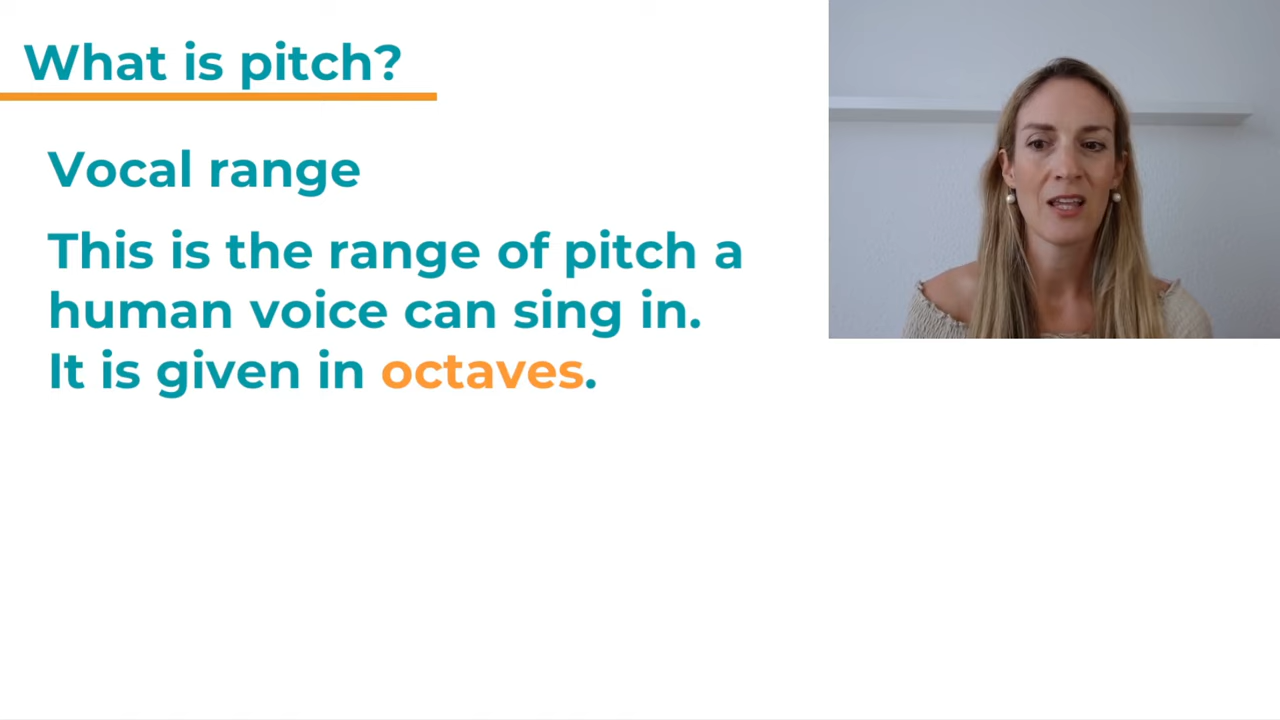 What is pitch?
Vocal range
This is the range of pitch a
human voice can sing in.
It is given in octaves.